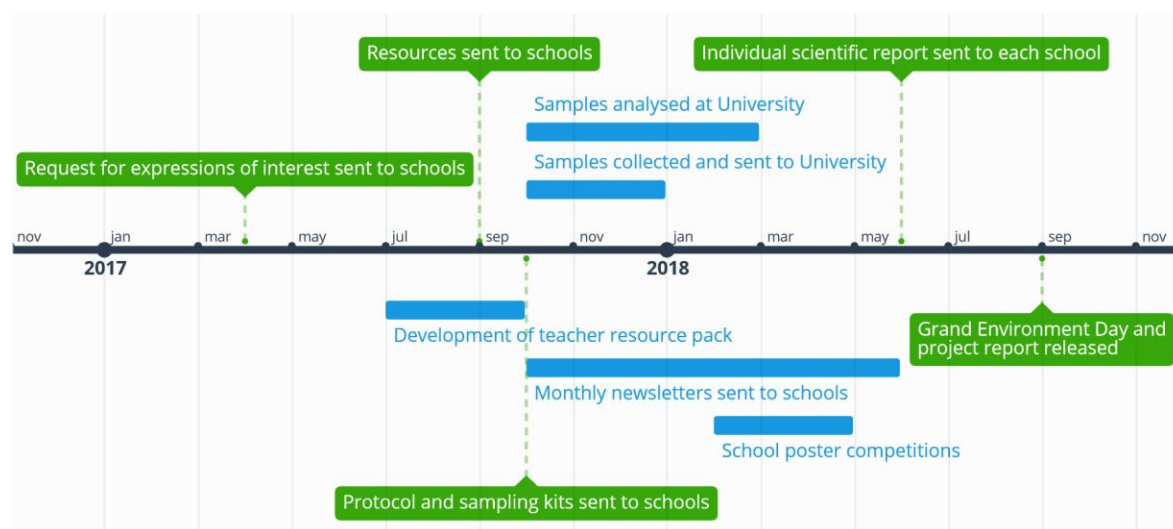 Resources sent to schools
Individual scientific report sent to each school
Samples analysed at University
Request for expressions of interest sent to schools
Samples collected and sent to University
nov jan mar may jul sep nov jan mar may jul sep nov
2017 2018
Development of teacher resource pack
Grand Environment Day and
project report released
Monthly newsletters sent to schools
School poster competitions
Protocol and sampling kits sent to schools